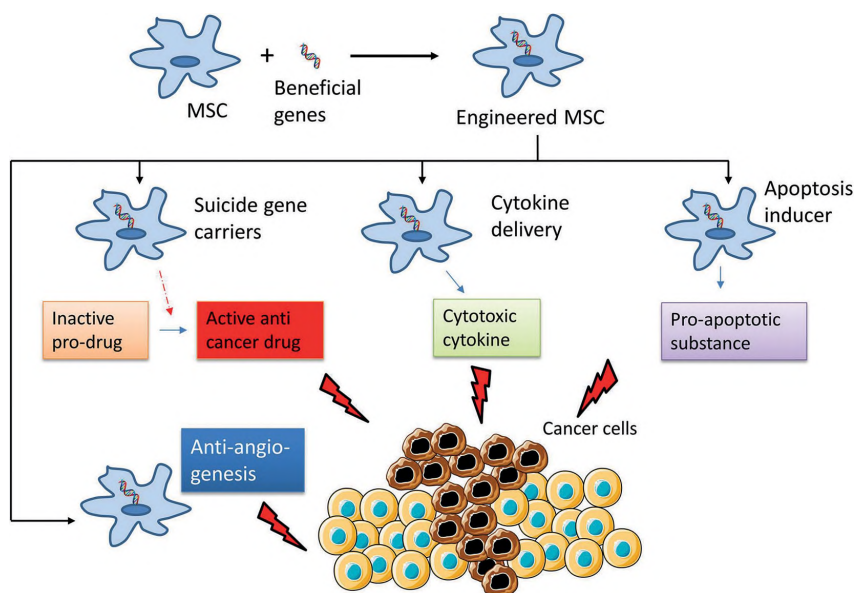 +
MSC
Beneficial
genes
Engineered MSC
Suicide gene
carriers
Cytokine
delivery
Apoptosis
inducer
Inactive
pro-drug
Active anti
cancer drug
Cytotoxic
cytokine
Pro-apoptotic
substance
Cancer cells
Anti-angio-
genesis